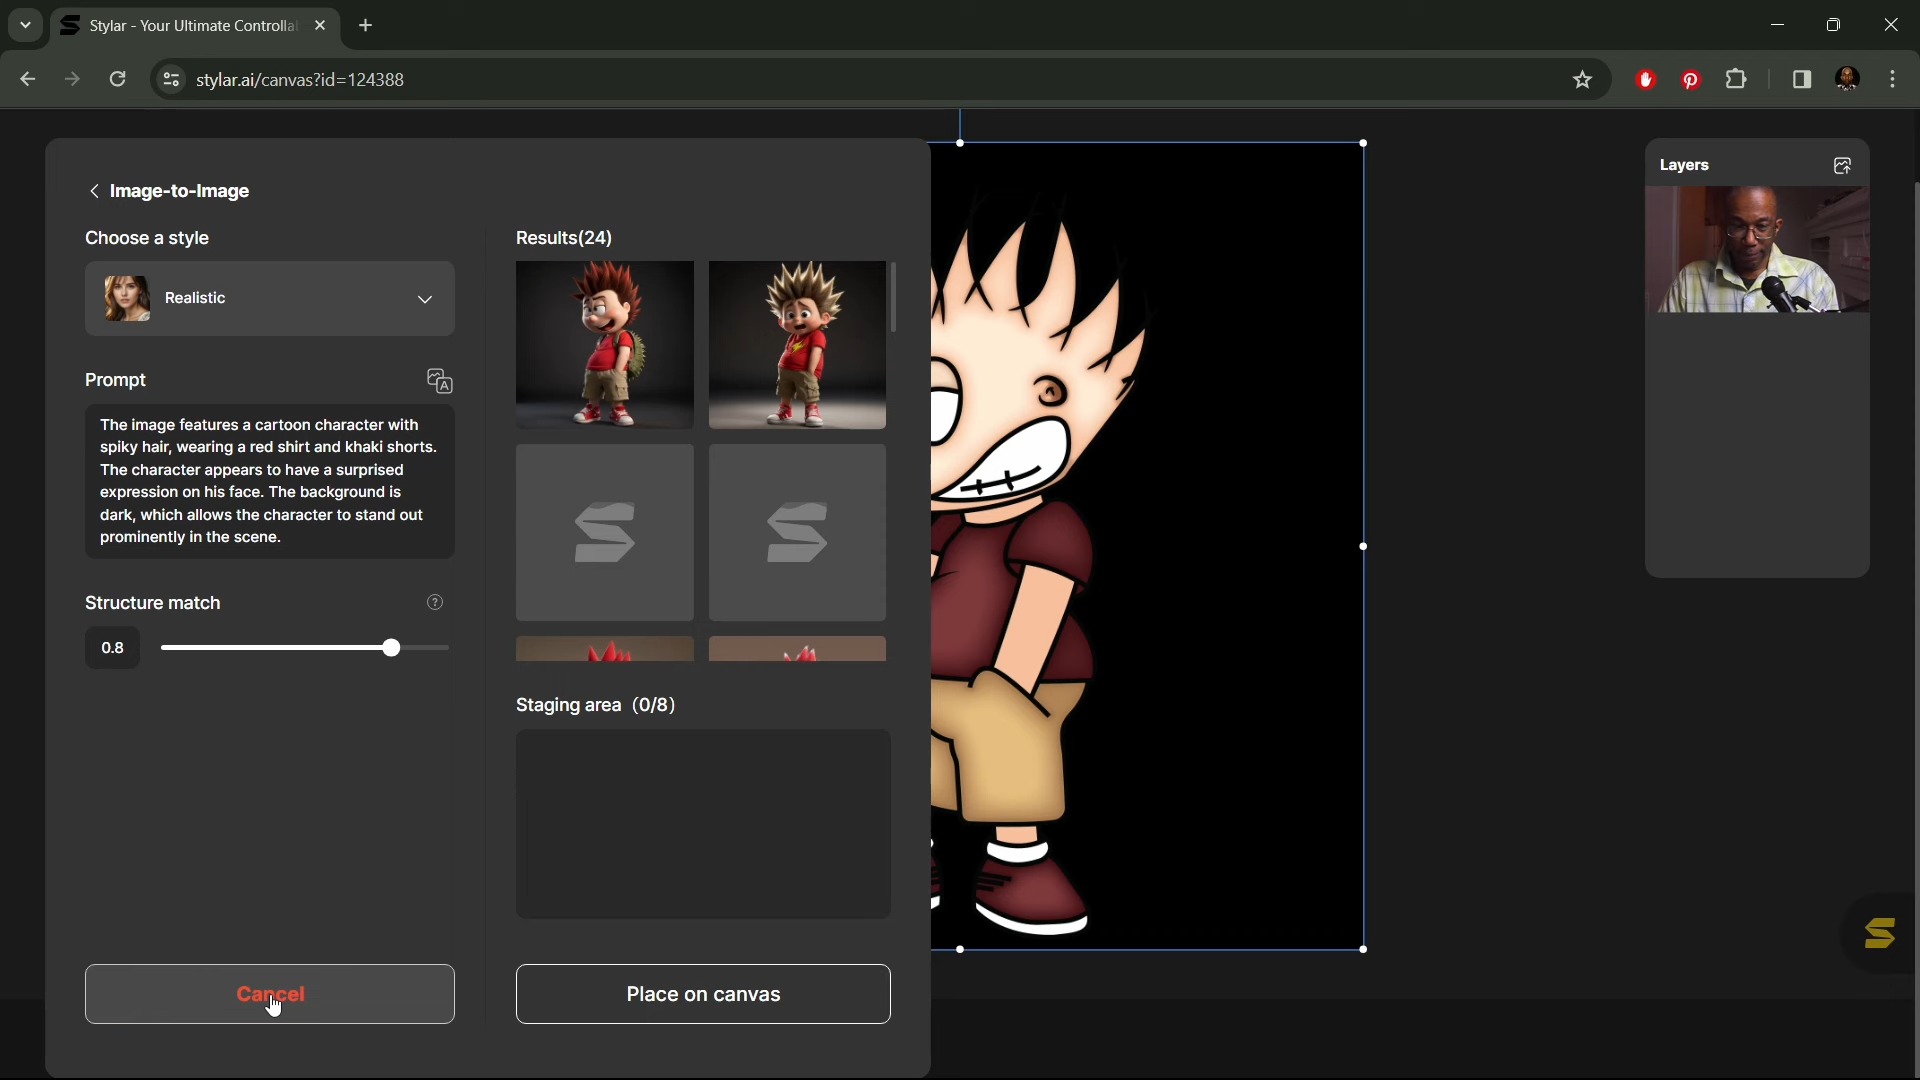 Stylar - Your Ultimate Controllal
stylar.ai/canvas?id=124388
Image-to-Image
Choose a style
Realistic
Prompt
The image features a cartoon character with
spiky hair, wearing a red shirt and khaki shorts.
The character appears to have a surprised
expression on his face. The background is
dark, which allows the character to stand out
prominently in the scene.
Structure match
?
0.8
Cancel
Results(24)
Staging area (0/8)
Place on canvas
Layers